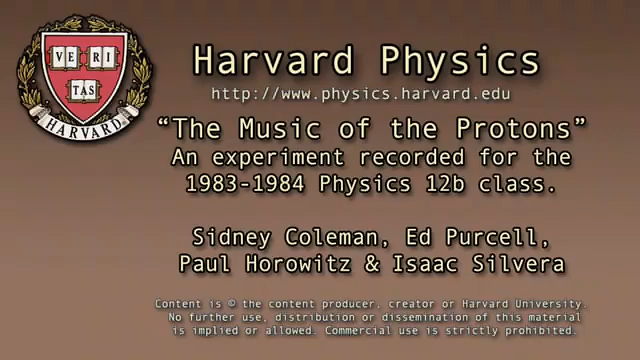 VE RI
TAS
HARVARD
Harvard Physics
http://www.physics.harvard.edu
“The Music of the Protons”
An experiment recorded for the
1983-1984 Physics 12b class.
Sidney Coleman, Ed Purcell,
Paul Horowitz & Isaac Silvera
Content is © the content producer, creator or Harvard University.
No further use, distribution or dissemination of this material
is implied or allowed. Commercial use is strictly prohibited.